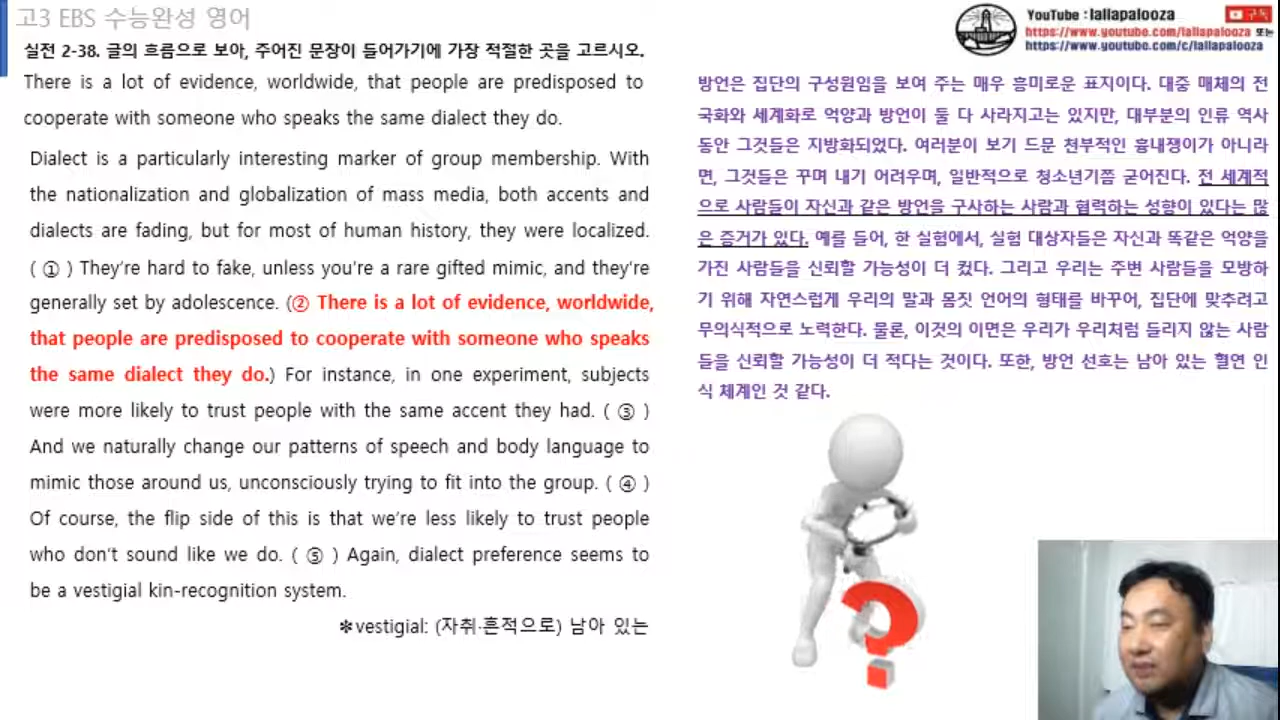 고3 EBS 수능완성 영어
YouTube : lallapalooza
구독
https://www.youtube.com/lallapalooza 또는
https://www.youtube.com/c/lallapalooza
실전 2-38. 글의 흐름으로 보아, 주어진 문장이 들어가기에 가장 적절한 곳을 고르시오.
There is a lot of evidence, worldwide, that people are predisposed to
cooperate with someone who speaks the same dialect they do.
Dialect is a particularly interesting marker of group membership. With
the nationalization and globalization of mass media, both accents and
dialects are fading, but for most of human history, they were localized.
( ① ) They're hard to fake, unless you're a rare gifted mimic, and they're
generally set by adolescence. (② There is a lot of evidence, worldwide,
that people are predisposed to cooperate with someone who speaks
the same dialect they do.) For instance, in one experiment, subjects
were more likely to trust people with the same accent they had. ( ③ )
And we naturally change our patterns of speech and body language to
mimic those around us, unconsciously trying to fit into the group. ( ④ )
Of course, the flip side of this is that we're less likely to trust people
who don't sound like we do. ( ⑤ ) Again, dialect preference seems to
be a vestigial kin-recognition system.
✻vestigial: (자취·흔적으로) 남아 있는
방언은 집단의 구성원임을 보여 주는 매우 흥미로운 표지이다. 대중 매체의 전
국화와 세계화로 억양과 방언이 둘 다 사라지고는 있지만, 대부분의 인류 역사
동안 그것들은 지방화되었다. 여러분이 보기 드문 천부적인 흉내쟁이가 아니라
면, 그것들은 꾸며 내기 어려우며, 일반적으로 청소년기쯤 굳어진다. 전 세계적
으로 사람들이 자신과 같은 방언을 구사하는 사람과 협력하는 성향이 있다는 많
은 증거가 있다. 예를 들어, 한 실험에서, 실험 대상자들은 자신과 똑같은 억양을
가진 사람들을 신뢰할 가능성이 더 컸다. 그리고 우리는 주변 사람들을 모방하
기 위해 자연스럽게 우리의 말과 몸짓 언어의 형태를 바꾸어, 집단에 맞추려고
무의식적으로 노력한다. 물론, 이것의 이면은 우리가 우리처럼 들리지 않는 사람
들을 신뢰할 가능성이 더 적다는 것이다. 또한, 방언 선호는 남아 있는 혈연 인
식 체계인 것 같다.
?